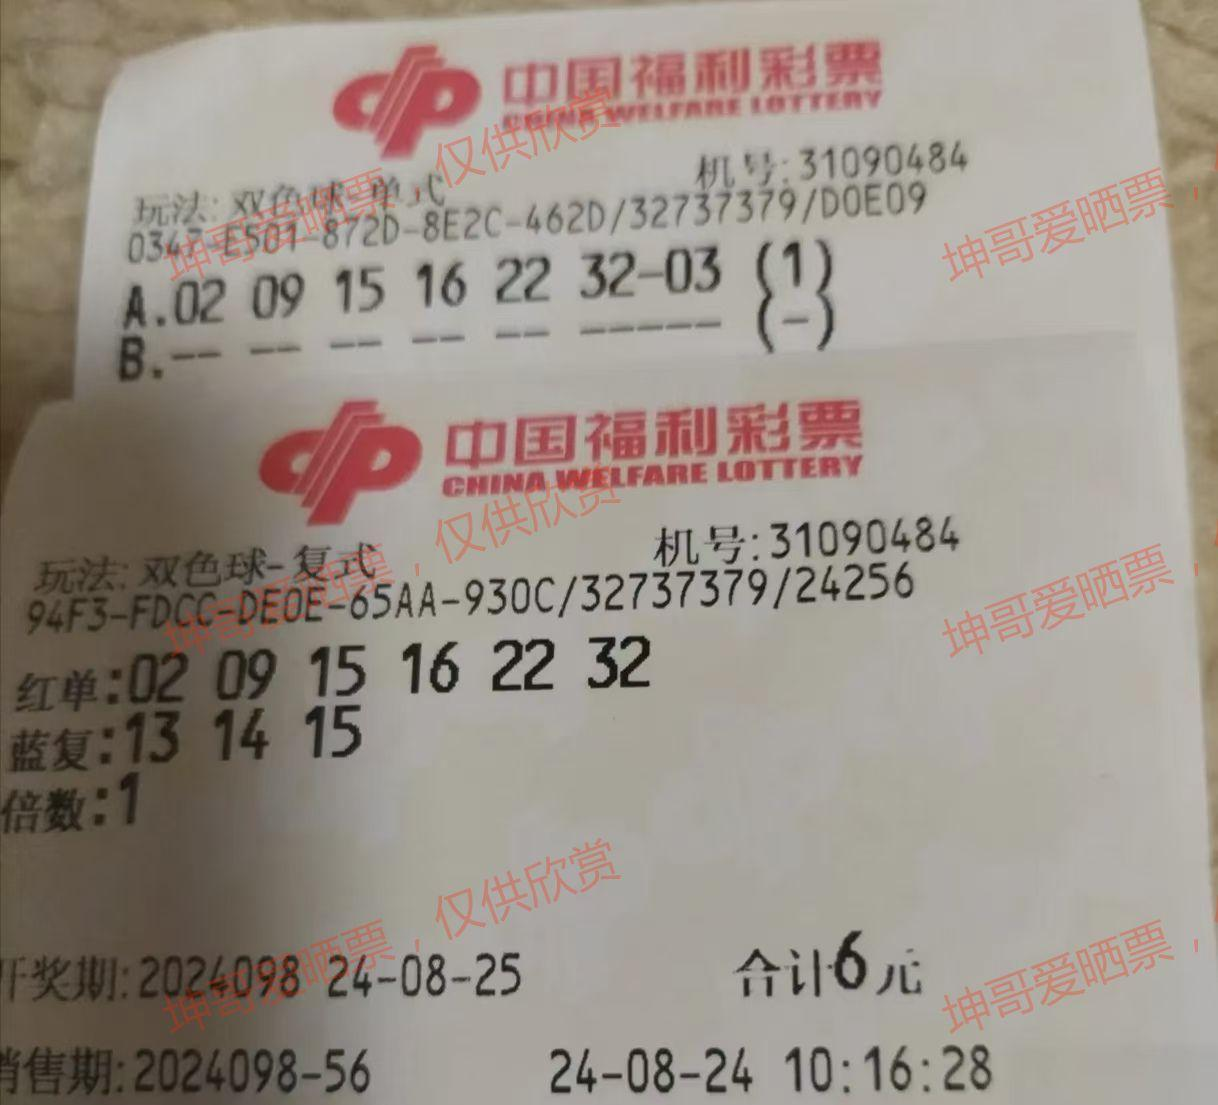 中国福利彩票
CHINA WELFARE LOTTERY
机号:31090484
玩法:双色球-单式
0347-E501-872D-8E2C-462D/32737379/D0E09
A.02 09 15 16 22 32-03 (1)
B.-- -- -- -- -- ----- (-)
中国福利彩票
CHINA WELFARE LOTTERY
机号:31090484
玩法:双色球-复式
94F3-FDCC-DE0E-65AA-930C/32737379/24256
红单:02 09 15 16 22 32
蓝复:13 14 15
倍数:1
开奖期:2024098 24-08-25 合计6元
销售期:2024098-56 24-08-24 10:16:28
坤哥爱晒票,仅供欣赏
坤哥爱晒票,
坤哥爱晒票,仅供欣赏
坤哥爱晒票,
坤哥爱晒票,仅供欣赏
坤哥爱晒票,